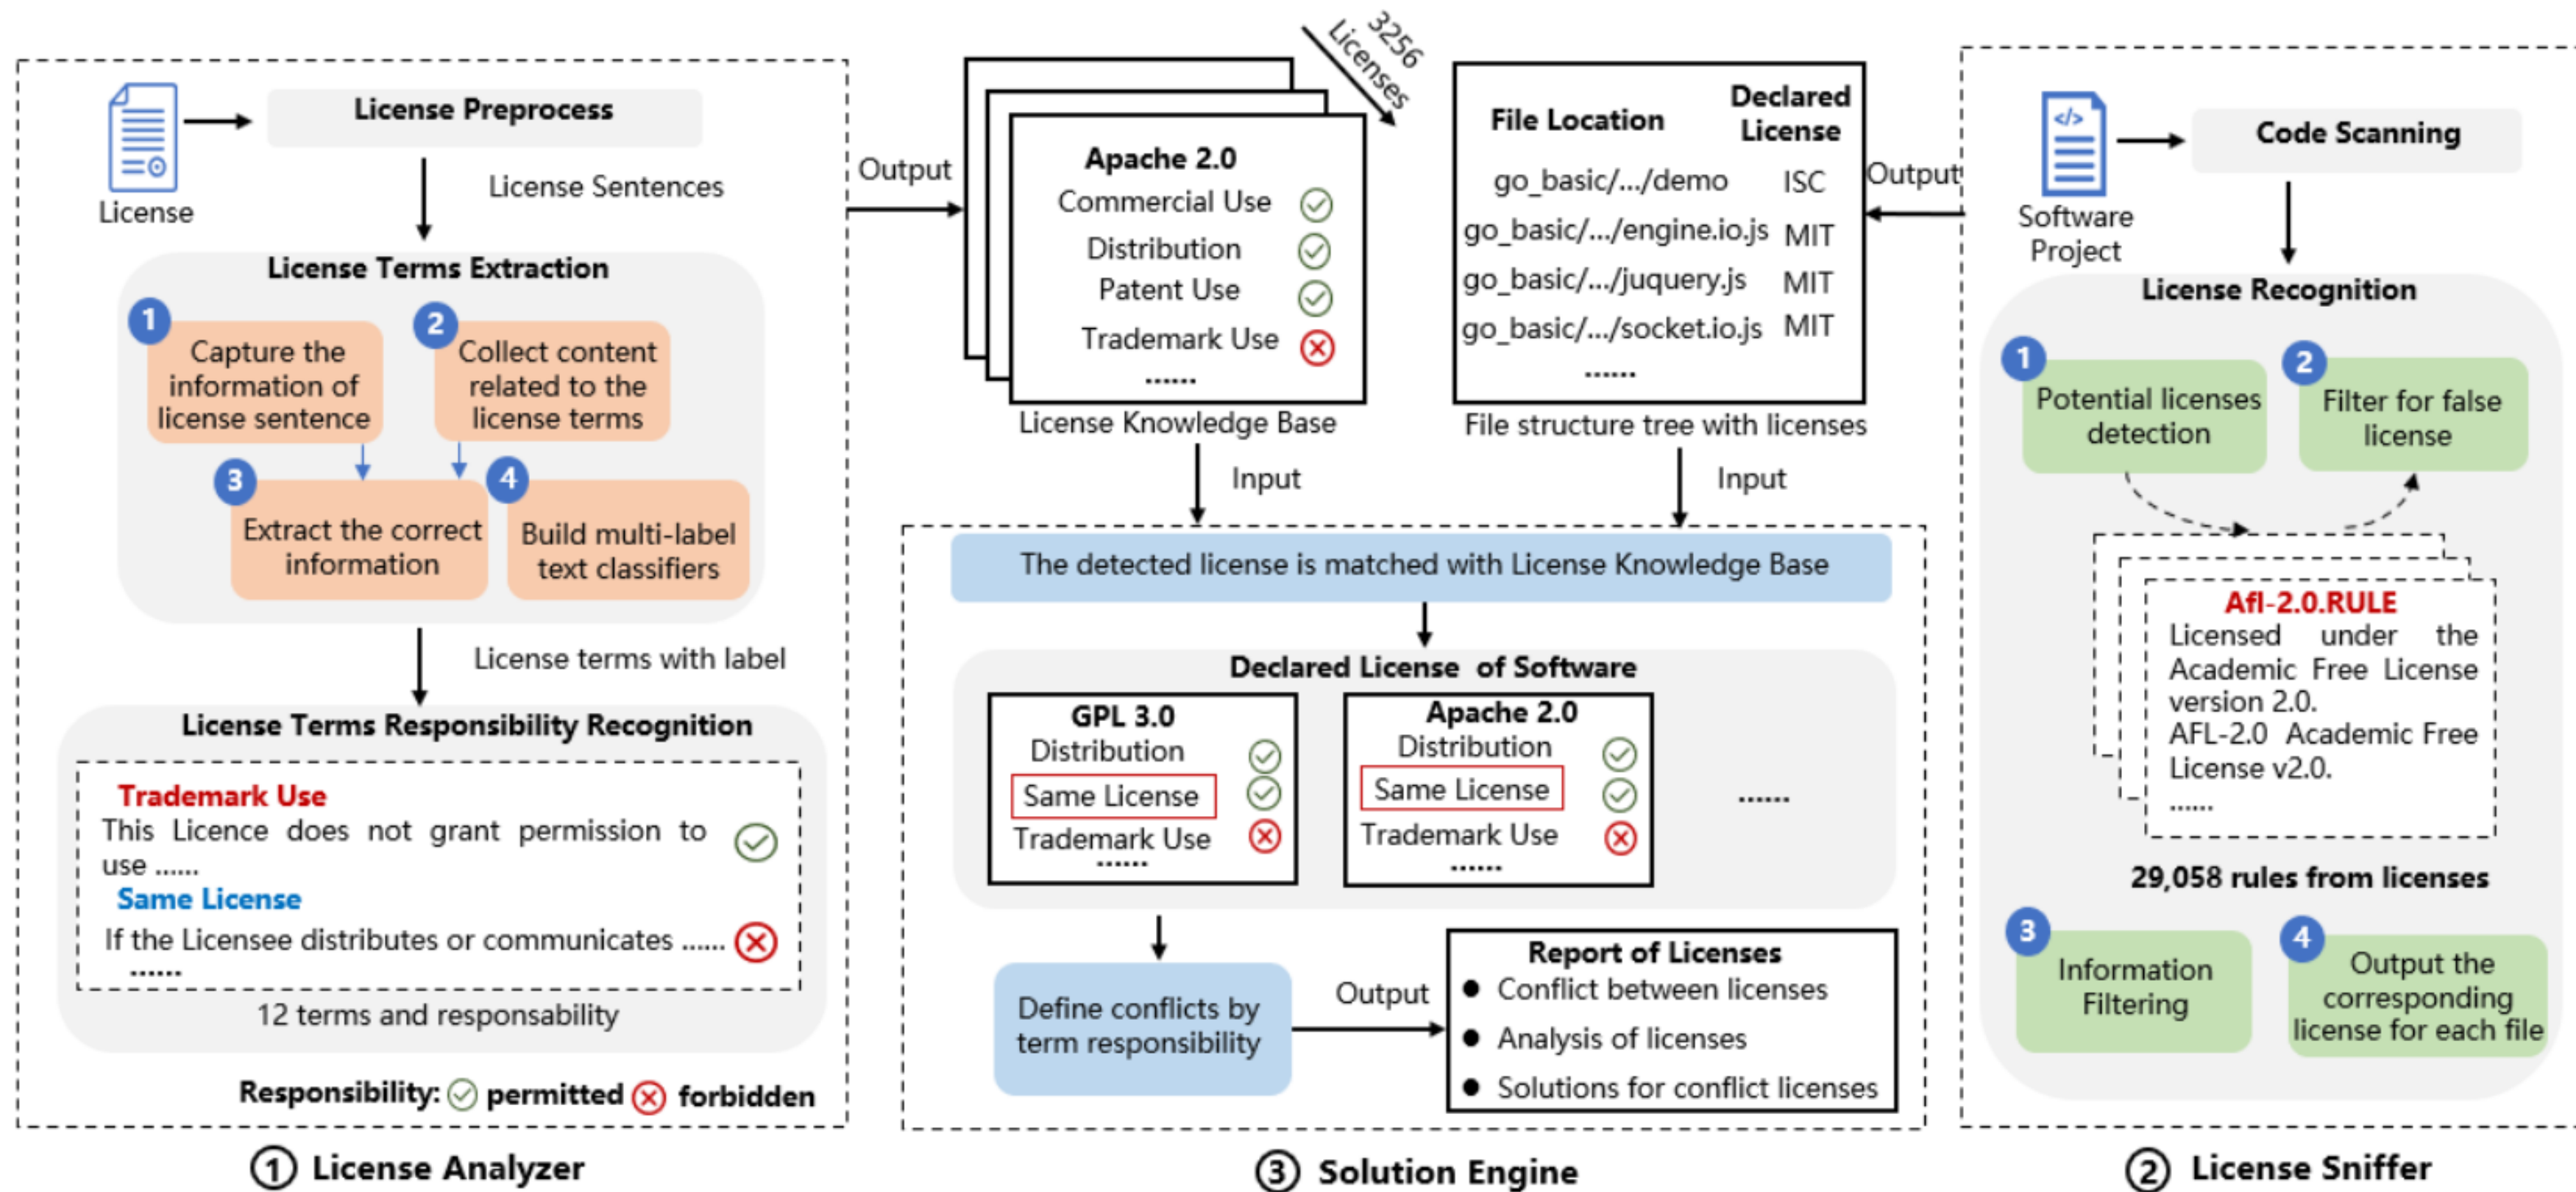 License
License Preprocess
License Sentences
License Terms Extraction
1
Capture the
information of
license sentence
2
Collect content
related to the
license terms
3
Extract the correct
information
4
Build multi-label
text classifiers
License terms with label
License Terms Responsibility Recognition
Trademark Use
This Licence does not grant permission to
use ......
Same License
If the Licensee distributes or communicates ......
......
12 terms and responsability
Responsibility: permitted forbidden
1 License Analyzer
Output
3256
Licenses
Apache 2.0
Commercial Use
Distribution
Patent Use
Trademark Use
......
License Knowledge Base
Input
File Location
Declared
License
go_basic/.../demo ISC
go_basic/.../engine.io.js MIT
go_basic/.../juquery.js MIT
go_basic/.../socket.io.js MIT
......
File structure tree with licenses
Input
Output
The detected license is matched with License Knowledge Base
Declared License of Software
GPL 3.0
Distribution
Same License
Trademark Use
......
Apache 2.0
Distribution
Same License
Trademark Use
......
......
Define conflicts by
term responsibility
Output
Report of Licenses
● Conflict between licenses
● Analysis of licenses
● Solutions for conflict licenses
3 Solution Engine
</>
Software
Project
Code Scanning
License Recognition
1
Potential licenses
detection
2
Filter for false
license
Afl-2.0.RULE
Licensed under the
Academic Free License
version 2.0.
AFL-2.0 Academic Free
License v2.0.
......
29,058 rules from licenses
3
Information
Filtering
4
Output the
corresponding
license for each file
2 License Sniffer